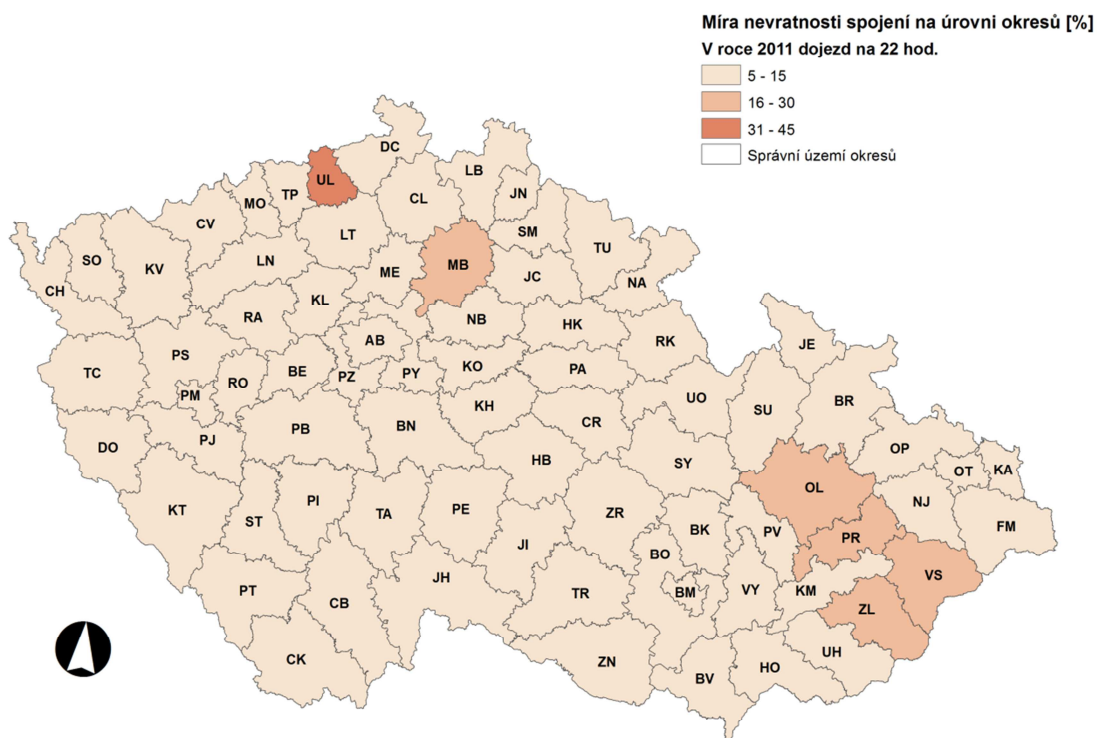 Míra nevratnosti spojení na úrovni okresů [%]
V roce 2011 dojezd na 22 hod.
5 - 15
16 - 30
31 - 45
Správní území okresů
DC
UL
LB
TP
JN
MO
CL
CV
LT
SM
TU
SO
LN
MB
KV
ME
JC
NA
CH
KL
RA
NB
HK
AB
RK
JE
PS
KO
PA
TC
RO
BE
PZ
PY
PM
UO
BR
KH
SU
CR
PB
BN
DO
PJ
OP
HB
SY
OT
KA
OL
PI
NJ
KT
ST
TA
PE
ZR
FM
BK
PV
PR
JI
BO
JH
VS
PT
TR
BM
VY
KM
CB
ZL
UH
CK
ZN
HO
BV